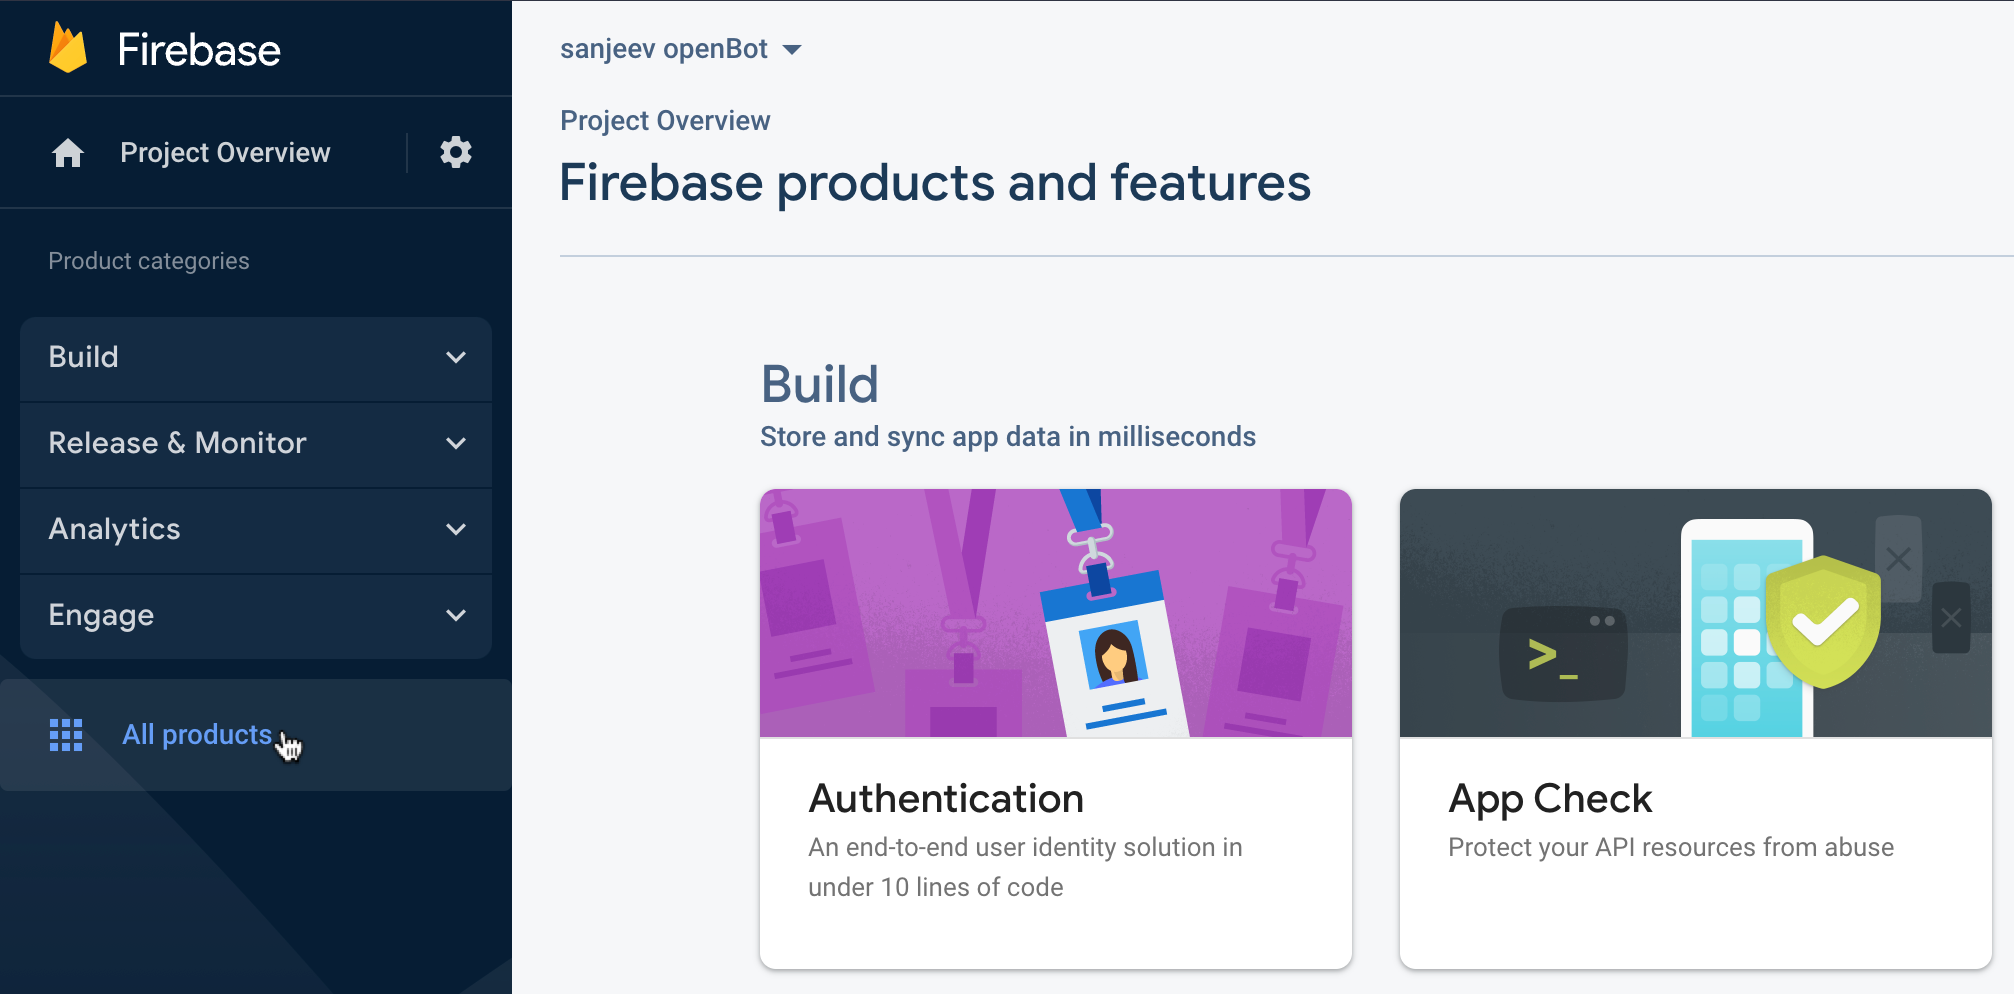 Firebase
Project Overview
Product categories
Build
Release & Monitor
Analytics
Engage
All products
sanjeev openBot
Project Overview
Firebase products and features
Build
Store and sync app data in milliseconds
>_
Authentication
An end-to-end user identity solution in
under 10 lines of code
App Check
Protect your API resources from abuse